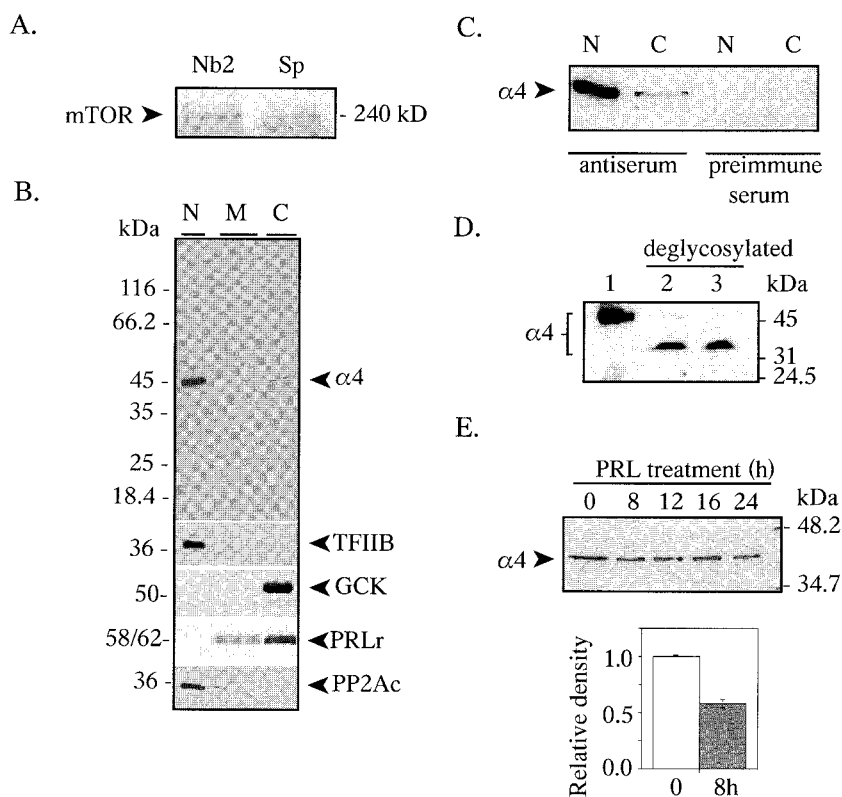 A.
Nb2 Sp
mTOR
- 240 kD
B.
N M C
kDa
116 -
66.2 -
45 -
α4
35 -
25 -
18.4 -
36 -
TFIIB
50-
GCK
58/62-
PRLr
36 -
PP2Ac
C.
N C N C
α4
antiserum preimmune
serum
D.
deglycosylated
1 2 3 kDa
α4
- 45
- 31
- 24.5
E.
PRL treatment (h)
0 8 12 16 24 kDa
- 48.2
α4
- 34.7
Relative density
1.0
0.5
0.0
0 8h